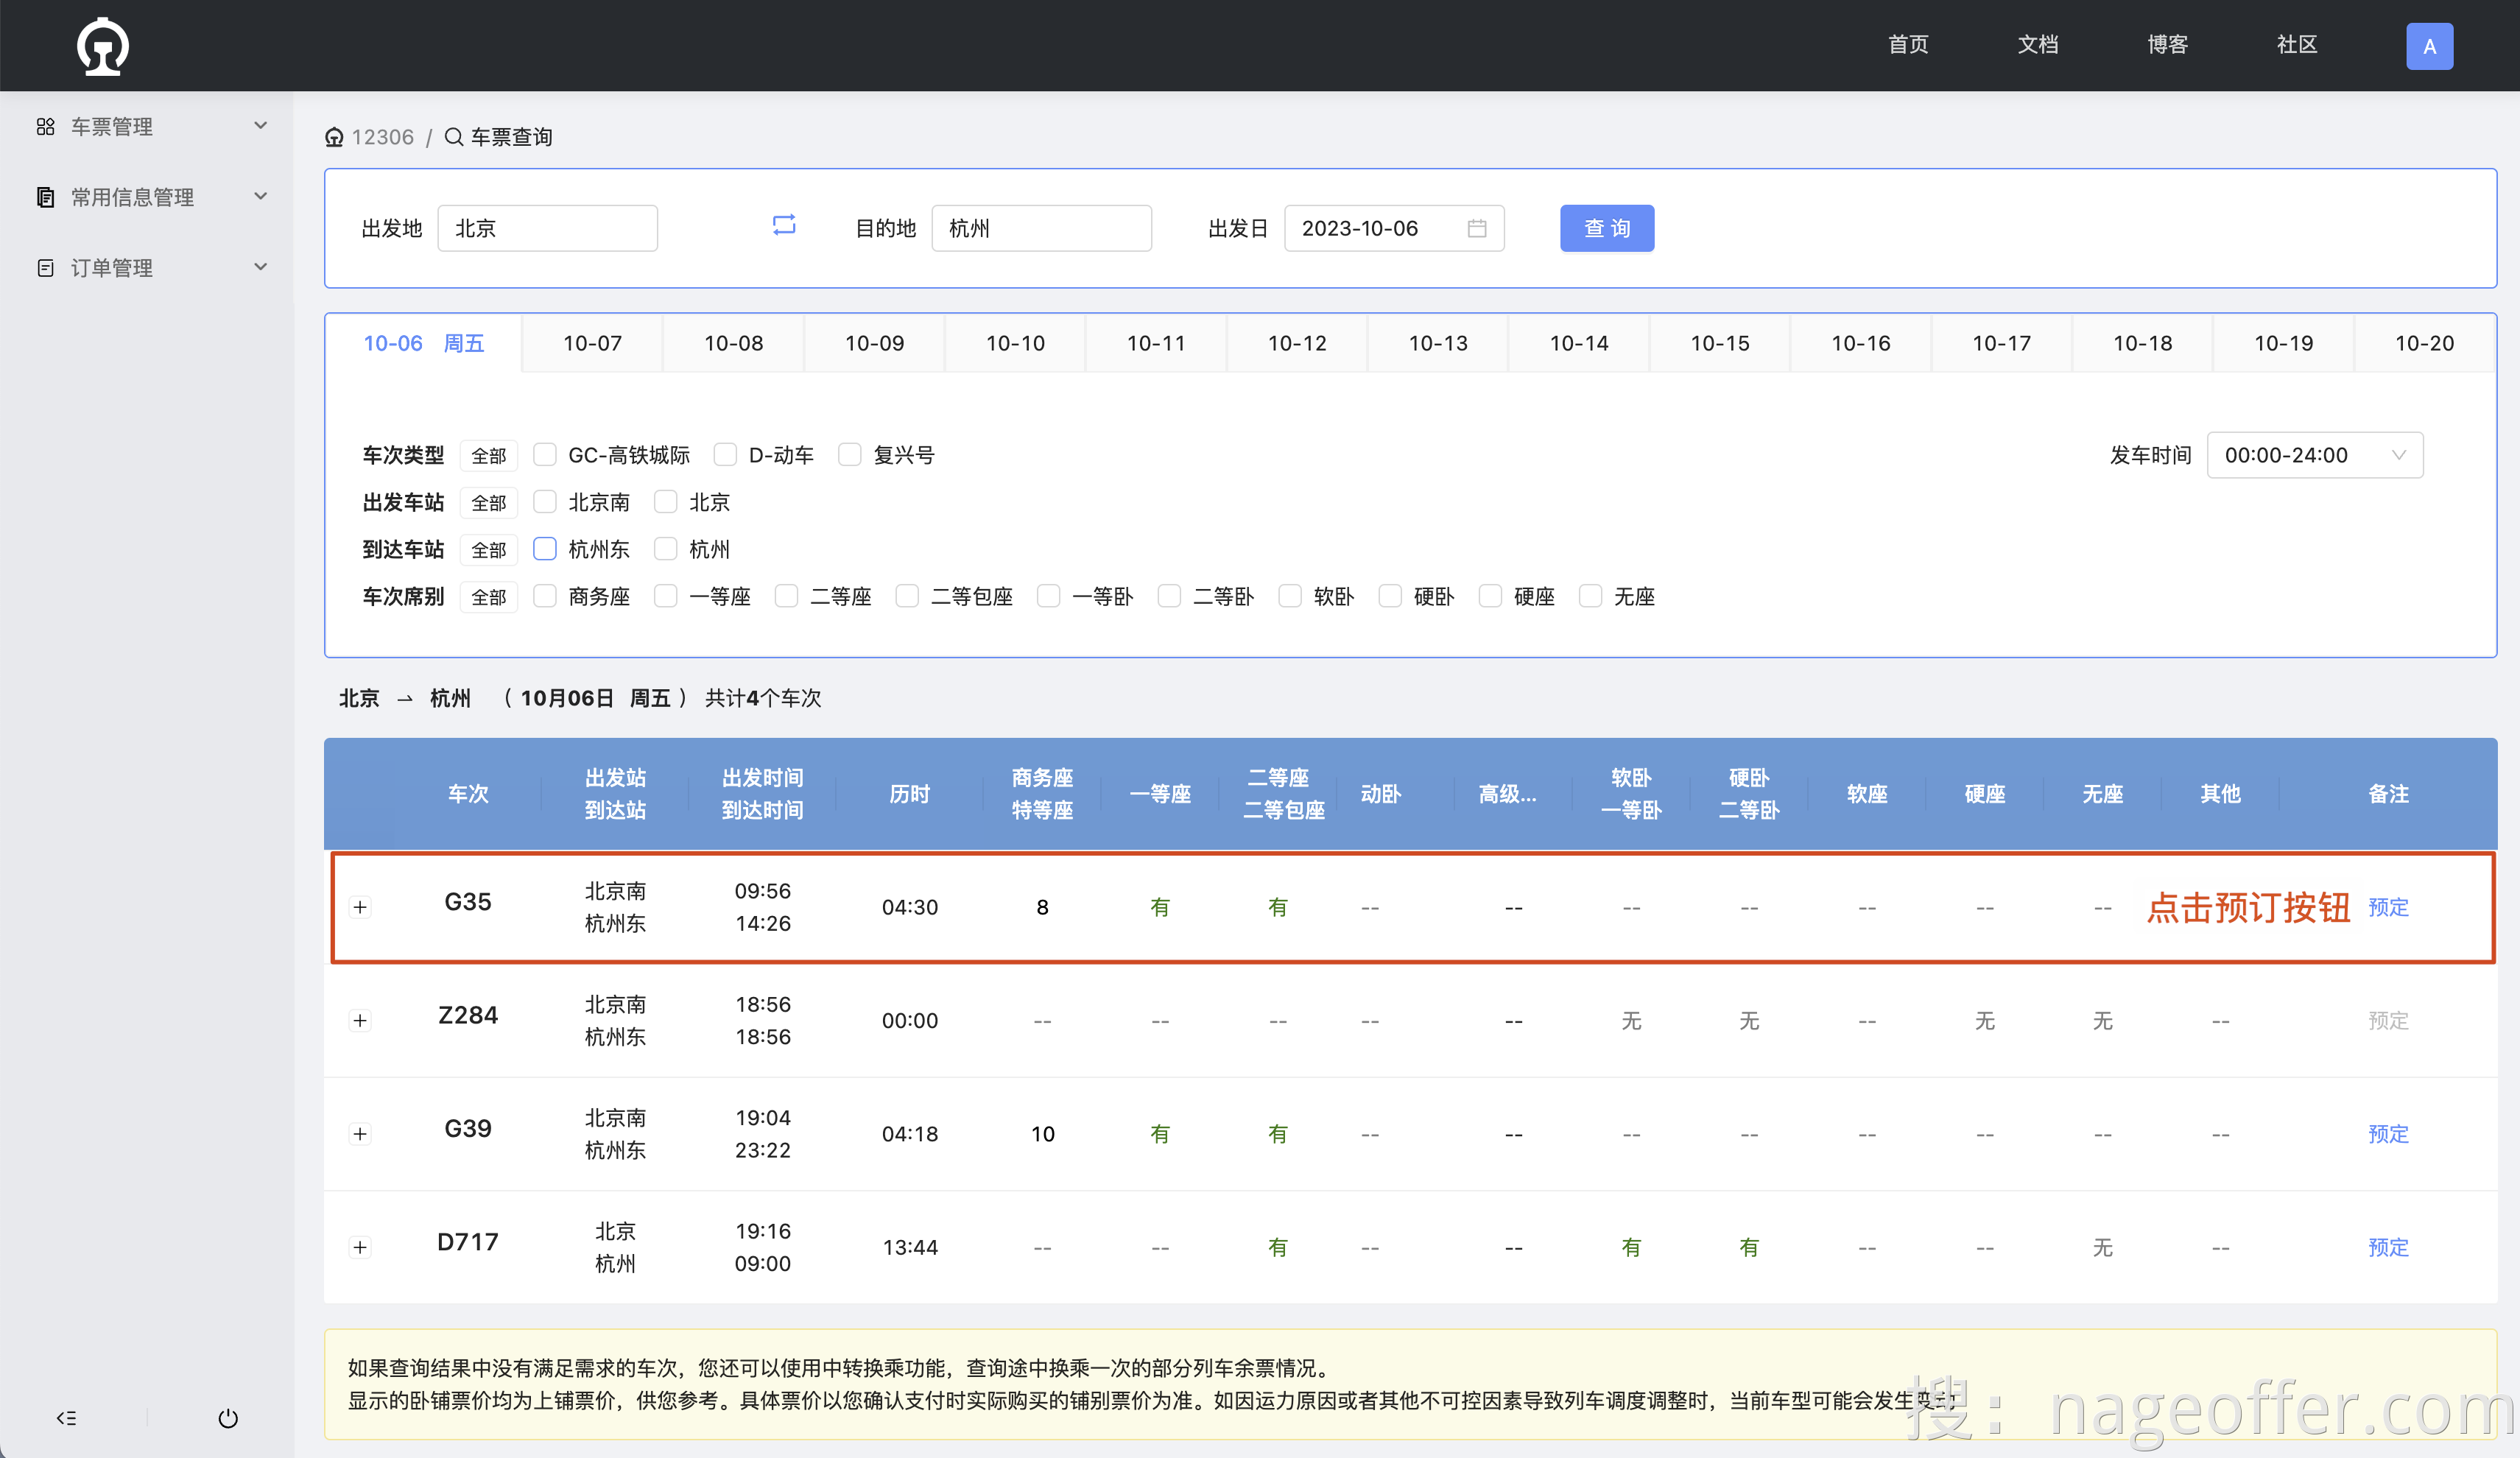 首页 文档 博客 社区 A
车票管理
常用信息管理
订单管理
12306 / 车票查询
出发地 北京 目的地 杭州 出发日 2023-10-06 查 询
10-06 周五 10-07 10-08 10-09 10-10 10-11 10-12 10-13 10-14 10-15 10-16 10-17 10-18 10-19 10-20
车次类型 全部 GC-高铁城际 D-动车 复兴号 发车时间 00:00-24:00
出发车站 全部 北京南 北京
到达车站 全部 杭州东 杭州
车次席别 全部 商务座 一等座 二等座 二等包座 一等卧 二等卧 软卧 硬卧 硬座 无座
北京 → 杭州 （ 10月06日 周五 ） 共计4个车次
车次 出发站 到达站 出发时间 到达时间 历时 商务座 特等座 一等座 二等座 二等包座 动卧 高级... 软卧 一等卧 硬卧 二等卧 软座 硬座 无座 其他 备注
G35 北京南 杭州东 09:56 14:26 04:30 8 有 有 -- -- -- -- -- -- -- 点击预订按钮 预定
Z284 北京南 杭州东 18:56 18:56 00:00 -- -- -- -- -- 无 无 -- 无 无 -- 预定
G39 北京南 杭州东 19:04 23:22 04:18 10 有 有 -- -- -- -- -- -- -- -- 预定
D717 北京 杭州 19:16 09:00 13:44 -- -- 有 -- -- 有 有 -- -- 无 -- 预定
如果查询结果中没有满足需求的车次，您还可以使用中转换乘功能，查询途中换乘一次的部分列车余票情况。
显示的卧铺票价均为上铺票价，供您参考。具体票价以您确认支付时实际购买的铺别票价为准。如因运力原因或者其他不可控因素导致列车调度调整时，当前车型可能会发生变动
搜：nageoffer.com